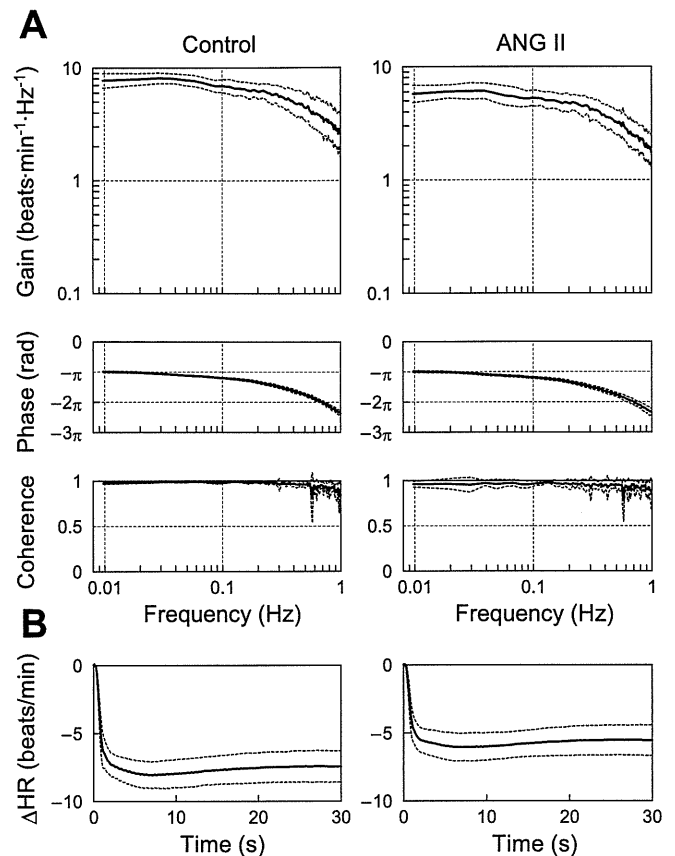 A
Control
ANG II
Gain (beats·min⁻¹·Hz⁻¹)
10
1
0.1
10
1
0.1
Phase (rad)
0
−π
−2π
−3π
0
−π
−2π
−3π
Coherence
1
0.5
0
1
0.5
0
0.01 0.1 1
0.01 0.1 1
Frequency (Hz)
Frequency (Hz)
B
ΔHR (beats/min)
0
−5
−10
0
−5
−10
0 10 20 30
0 10 20 30
Time (s)
Time (s)